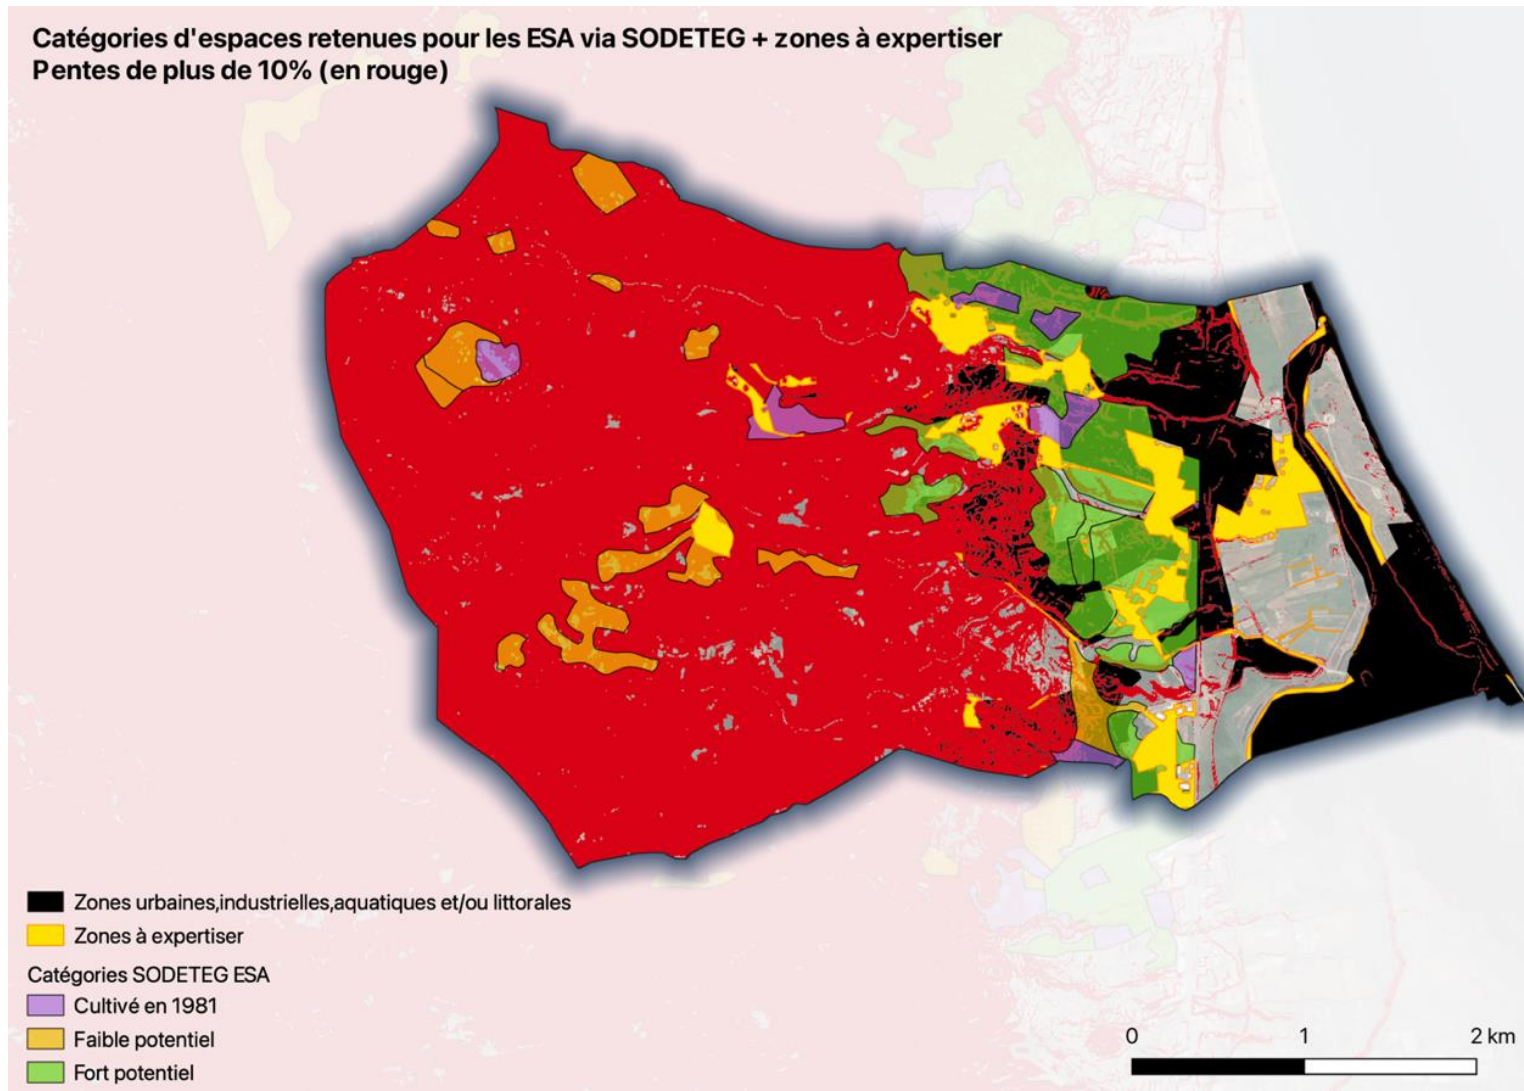 Catégories d'espaces retenues pour les ESA via SODETEG + zones à expertiser
Pentes de plus de 10% (en rouge)
Zones urbaines,industrielles,aquatiques et/ou littorales
Zones à expertiser
Catégories SODETEG ESA
Cultivé en 1981
Faible potentiel
Fort potentiel
0 1 2 km